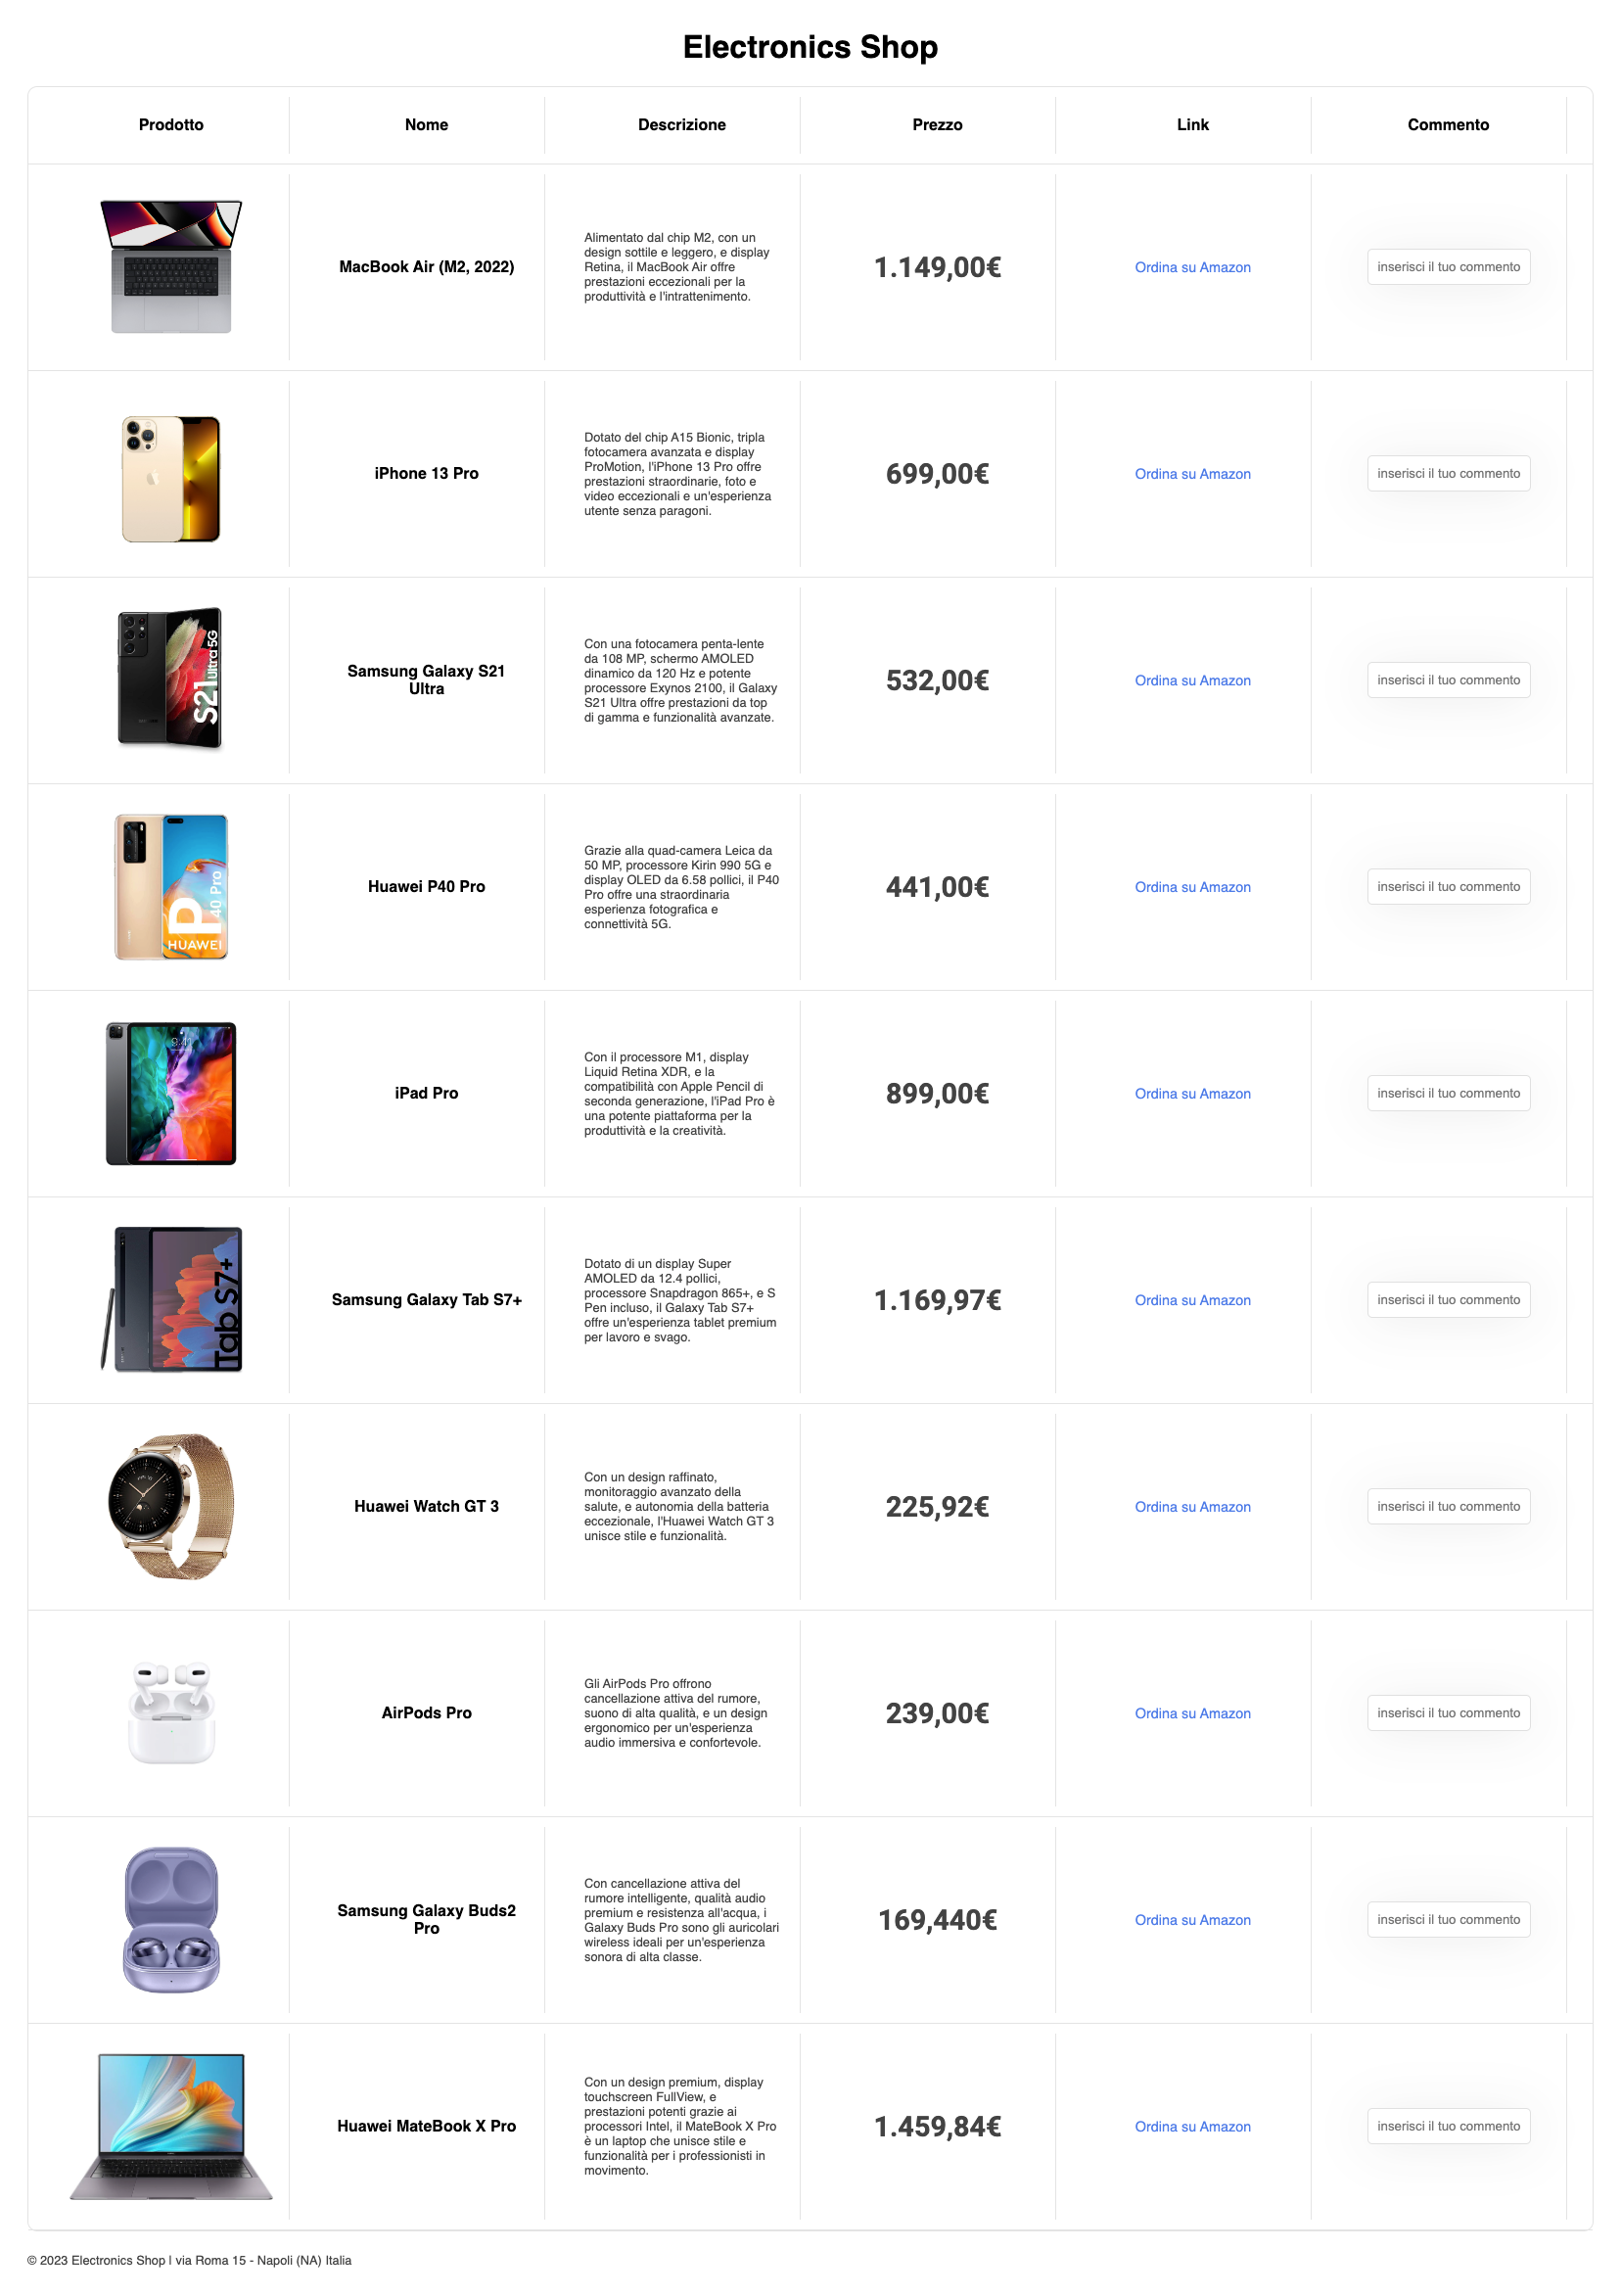 Electronics Shop
Prodotto
Nome
Descrizione
Prezzo
Link
Commento
MacBook Air (M2, 2022)
Alimentato dal chip M2, con un
design sottile e leggero, e display
Retina, il MacBook Air offre
prestazioni eccezionali per la
produttività e l'intrattenimento.
1.149,00€
Ordina su Amazon
inserisci il tuo commento
iPhone 13 Pro
Dotato del chip A15 Bionic, tripla
fotocamera avanzata e display
ProMotion, l'iPhone 13 Pro offre
prestazioni straordinarie, foto e
video eccezionali e un'esperienza
utente senza paragoni.
699,00€
Ordina su Amazon
inserisci il tuo commento
S21 Ultra 5G
Samsung Galaxy S21
Ultra
Con una fotocamera penta-lente
da 108 MP, schermo AMOLED
dinamico da 120 Hz e potente
processore Exynos 2100, il Galaxy
S21 Ultra offre prestazioni da top
di gamma e funzionalità avanzate.
532,00€
Ordina su Amazon
inserisci il tuo commento
P40 Pro
HUAWEI
Huawei P40 Pro
Grazie alla quad-camera Leica da
50 MP, processore Kirin 990 5G e
display OLED da 6.58 pollici, il P40
Pro offre una straordinaria
esperienza fotografica e
connettività 5G.
441,00€
Ordina su Amazon
inserisci il tuo commento
9:41
iPad Pro
Con il processore M1, display
Liquid Retina XDR, e la
compatibilità con Apple Pencil di
seconda generazione, l'iPad Pro è
una potente piattaforma per la
produttività e la creatività.
899,00€
Ordina su Amazon
inserisci il tuo commento
Tab S7+
Samsung Galaxy Tab S7+
Dotato di un display Super
AMOLED da 12.4 pollici,
processore Snapdragon 865+, e S
Pen incluso, il Galaxy Tab S7+
offre un'esperienza tablet premium
per lavoro e svago.
1.169,97€
Ordina su Amazon
inserisci il tuo commento
Huawei Watch GT 3
Con un design raffinato,
monitoraggio avanzato della
salute, e autonomia della batteria
eccezionale, l'Huawei Watch GT 3
unisce stile e funzionalità.
225,92€
Ordina su Amazon
inserisci il tuo commento
AirPods Pro
Gli AirPods Pro offrono
cancellazione attiva del rumore,
suono di alta qualità, e un design
ergonomico per un'esperienza
audio immersiva e confortevole.
239,00€
Ordina su Amazon
inserisci il tuo commento
Samsung Galaxy Buds2
Pro
Con cancellazione attiva del
rumore intelligente, qualità audio
premium e resistenza all'acqua, i
Galaxy Buds Pro sono gli auricolari
wireless ideali per un'esperienza
sonora di alta classe.
169,440€
Ordina su Amazon
inserisci il tuo commento
Huawei MateBook X Pro
Con un design premium, display
touchscreen FullView, e
prestazioni potenti grazie ai
processori Intel, il MateBook X Pro
è un laptop che unisce stile e
funzionalità per i professionisti in
movimento.
1.459,84€
Ordina su Amazon
inserisci il tuo commento
© 2023 Electronics Shop | via Roma 15 - Napoli (NA) Italia